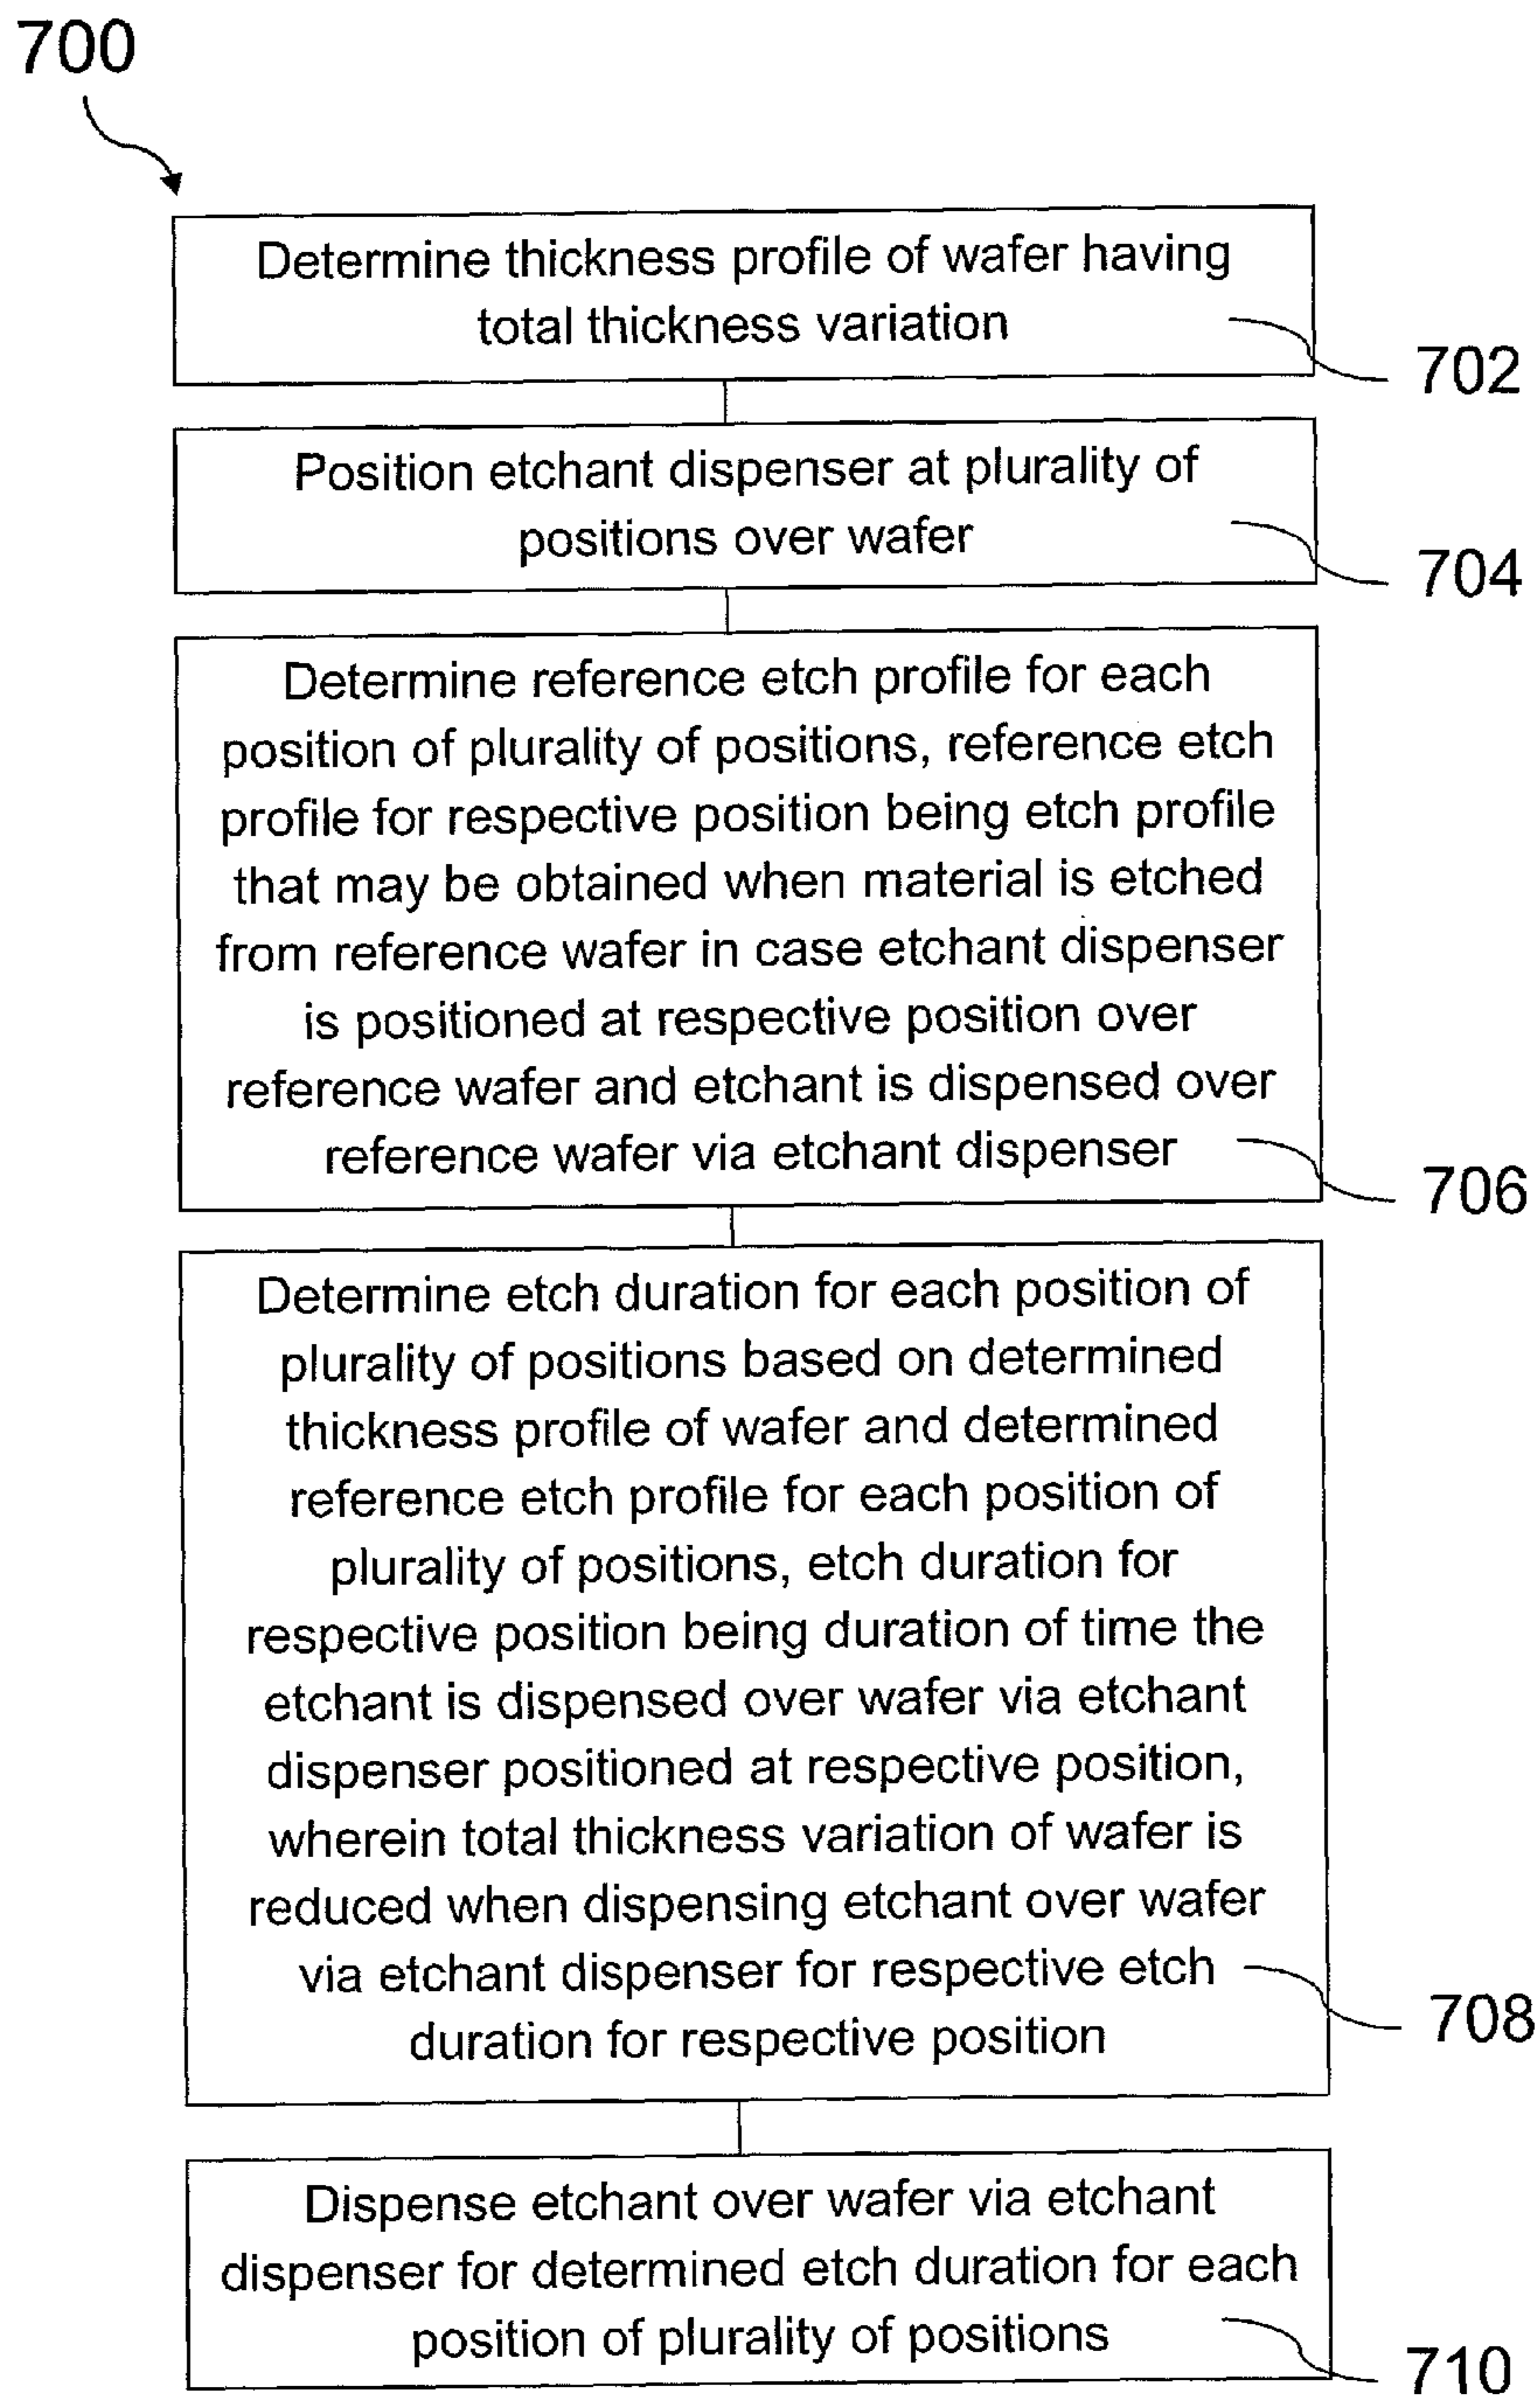 700
Determine thickness profile of wafer having
total thickness variation
702
Position etchant dispenser at plurality of
positions over wafer
704
Determine reference etch profile for each
position of plurality of positions, reference etch
profile for respective position being etch profile
that may be obtained when material is etched
from reference wafer in case etchant dispenser
is positioned at respective position over
reference wafer and etchant is dispensed over
reference wafer via etchant dispenser
706
Determine etch duration for each position of
plurality of positions based on determined
thickness profile of wafer and determined
reference etch profile for each position of
plurality of positions, etch duration for
respective position being duration of time the
etchant is dispensed over wafer via etchant
dispenser positioned at respective position,
wherein total thickness variation of wafer is
reduced when dispensing etchant over wafer
via etchant dispenser for respective etch
duration for respective position
708
Dispense etchant over wafer via etchant
dispenser for determined etch duration for each
position of plurality of positions
710